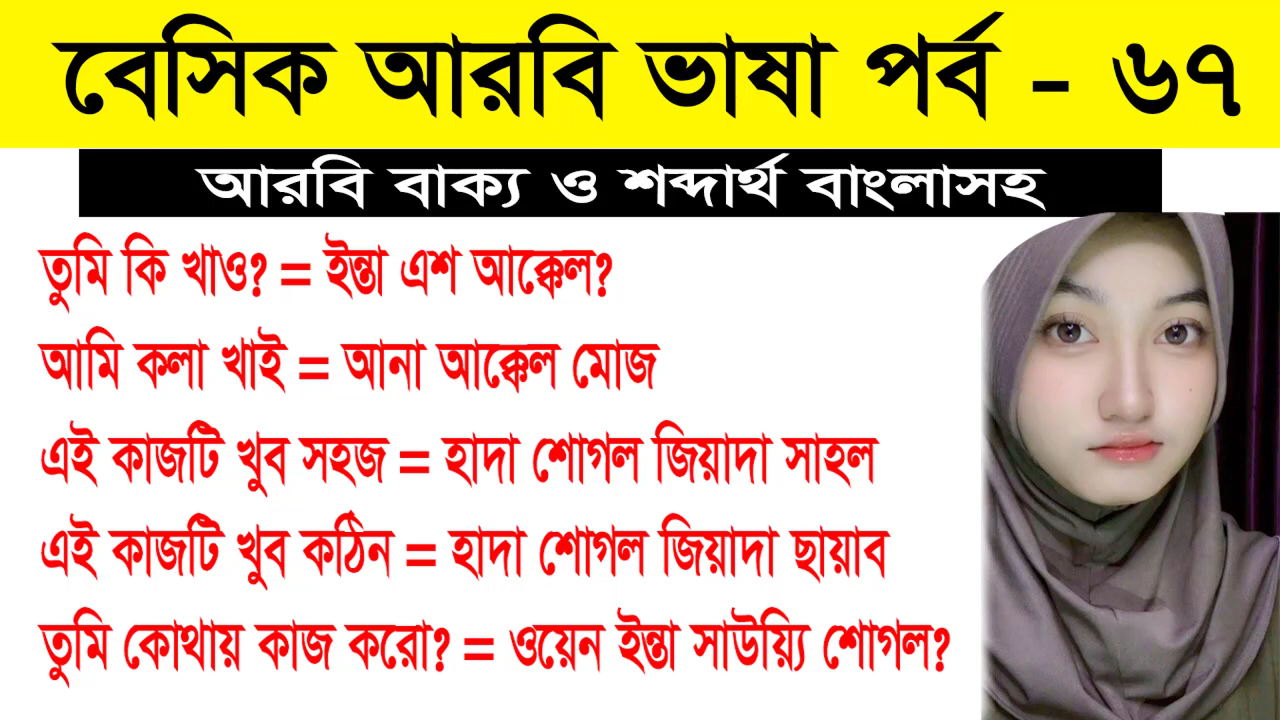 বেসিক আরবি ভাষা পর্ব - ৬৭
আরবি বাক্য ও শব্দার্থ বাংলাসহ
তুমি কি খাও? = ইন্তা এশ আক্কেল?
আমি কলা খাই = আনা আক্কেল মোজ
এই কাজটি খুব সহজ = হাদা শোগল জিয়াদা সাহল
এই কাজটি খুব কঠিন = হাদা শোগল জিয়াদা ছায়াব
তুমি কোথায় কাজ করো? = ওয়েন ইন্তা সাউয়্যি শোগল?